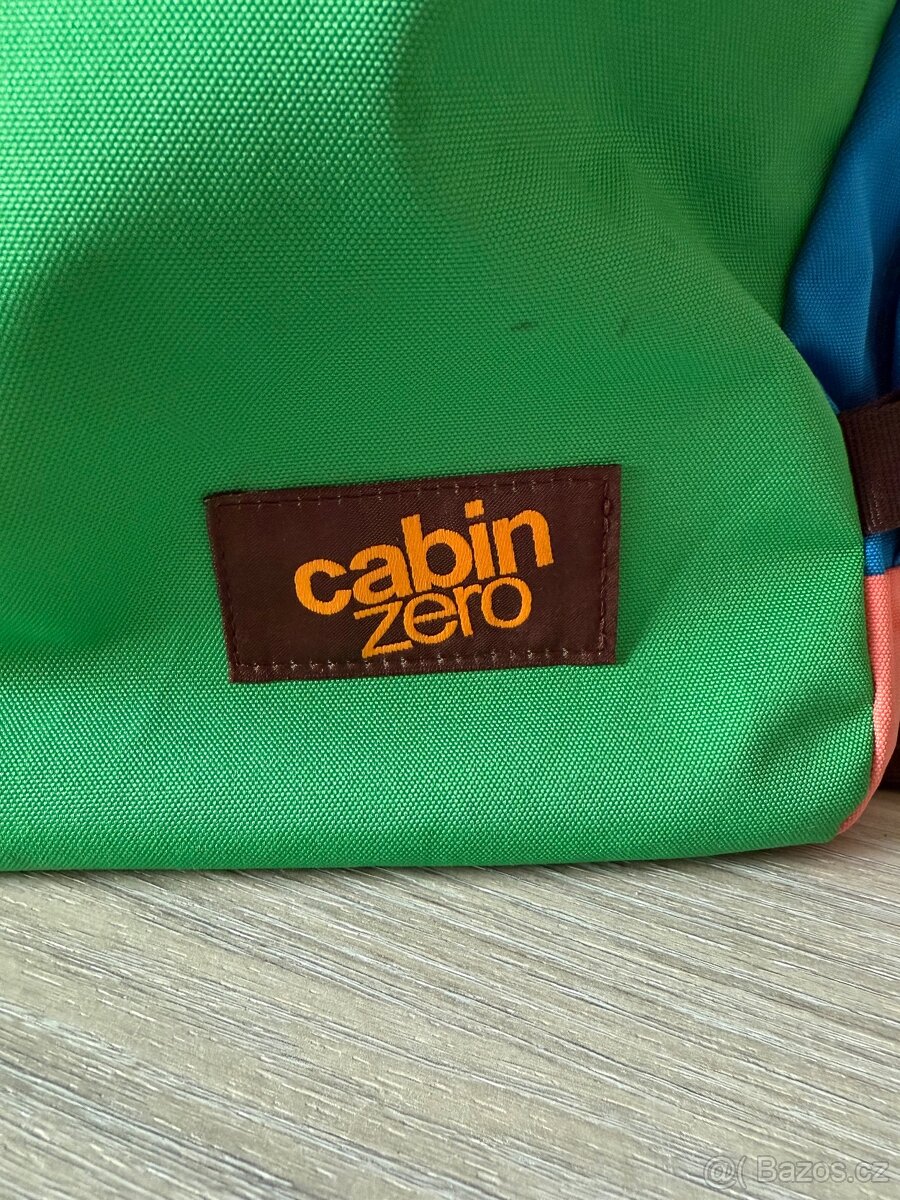 cabin
zero
@( Bazos.cz